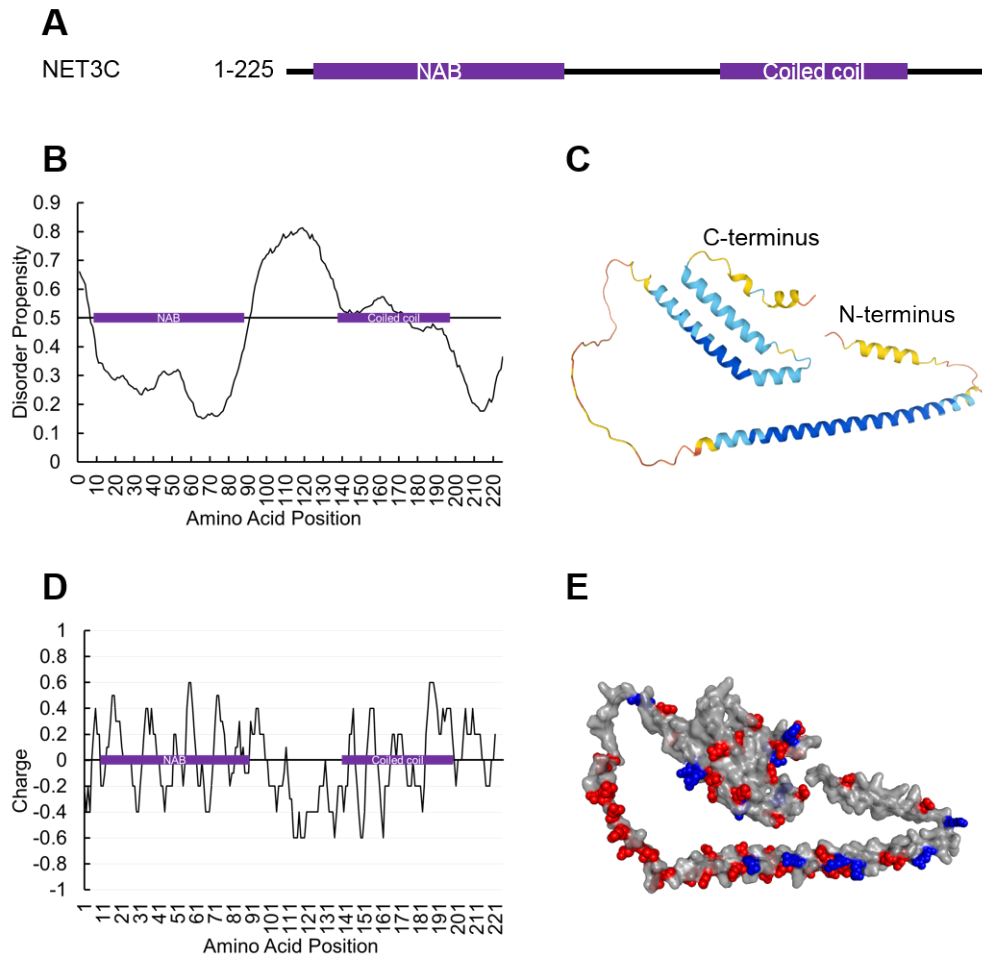 A
NET3C 1-225 NAB Coiled coil
B
0.9
0.8
0.7
0.6
0.5
0.4
0.3
0.2
0.1
0
Disorder Propensity
NAB Coiled coil
0 10 20 30 40 50 60 70 80 90 100 110 120 130 140 150 160 170 180 190 200 210 220
Amino Acid Position
C
C-terminus
N-terminus
D
1
0.8
0.6
0.4
0.2
0
-0.2
-0.4
-0.6
-0.8
-1
Charge
NAB Coiled coil
1 11 21 31 41 51 61 71 81 91 101 111 121 131 141 151 161 171 181 191 201 211 221
Amino Acid Position
E